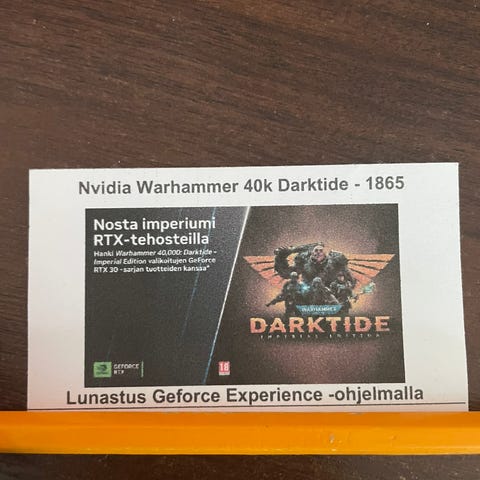 Nvidia Warhammer 40k Darktide - 1865
Nosta imperiumi
RTX-tehosteilla
Hanki Warhammer 40,000: Darktide -
Imperial Edition valikoitujen GeForce
RTX 30 -sarjan tuotteiden kanssa*
WARHAMMER
DARKTIDE
IMPERIAL EDITION
GEFORCE
RTX
18
Lunastus Geforce Experience -ohjelmalla